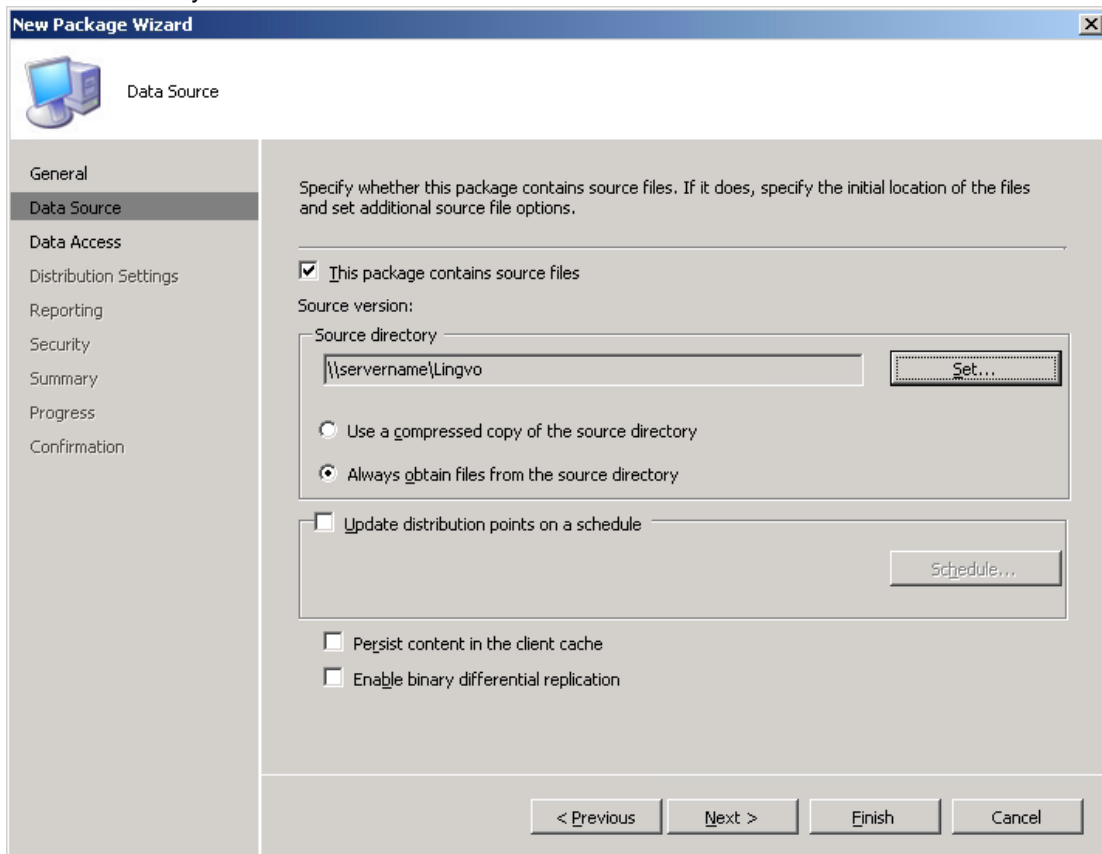 New Package Wizard
Data Source
General
Data Source
Data Access
Distribution Settings
Reporting
Security
Summary
Progress
Confirmation
Specify whether this package contains source files. If it does, specify the initial location of the files
and set additional source file options.
This package contains source files
Source version:
Source directory
\\servername\Lingvo
Set...
Use a compressed copy of the source directory
Always obtain files from the source directory
Update distribution points on a schedule
Schedule...
Persist content in the client cache
Enable binary differential replication
< Previous
Next >
Finish
Cancel